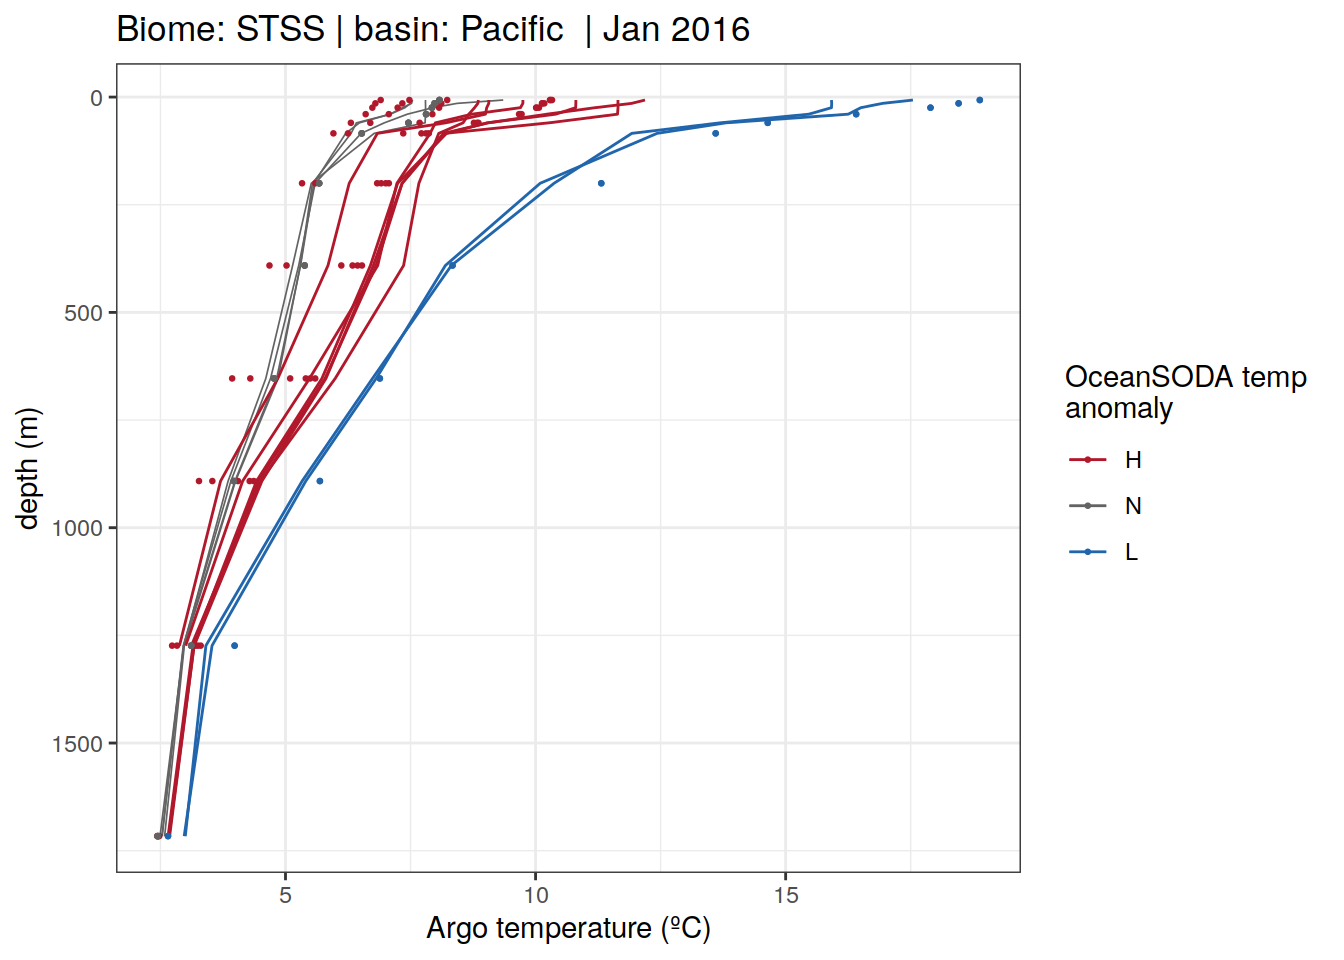 Biome: STSS | basin: Pacific  | Jan 2016
0
500
1000
1500
depth (m)
5
10
15
Argo temperature (ºC)
OceanSODA temp
anomaly
H
N
L